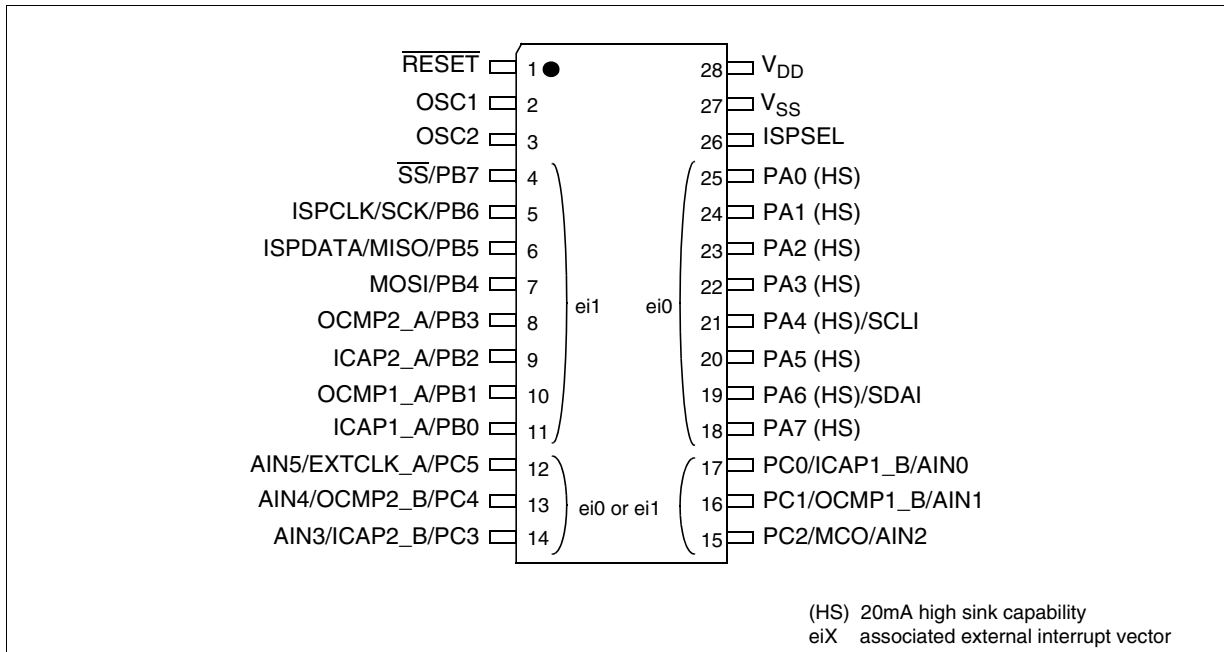 RESET 1 28 VDD
OSC1 2 27 VSS
OSC2 3 26 ISPSEL
SS/PB7 4 25 PA0 (HS)
ISPCLK/SCK/PB6 5 24 PA1 (HS)
ISPDATA/MISO/PB5 6 23 PA2 (HS)
MOSI/PB4 7 22 PA3 (HS)
ei1 ei0
OCMP2_A/PB3 8 21 PA4 (HS)/SCLI
ICAP2_A/PB2 9 20 PA5 (HS)
OCMP1_A/PB1 10 19 PA6 (HS)/SDAI
ICAP1_A/PB0 11 18 PA7 (HS)
AIN5/EXTCLK_A/PC5 12 17 PC0/ICAP1_B/AIN0
AIN4/OCMP2_B/PC4 13 ei0 or ei1 16 PC1/OCMP1_B/AIN1
AIN3/ICAP2_B/PC3 14 15 PC2/MCO/AIN2
(HS) 20mA high sink capability
eiX associated external interrupt vector